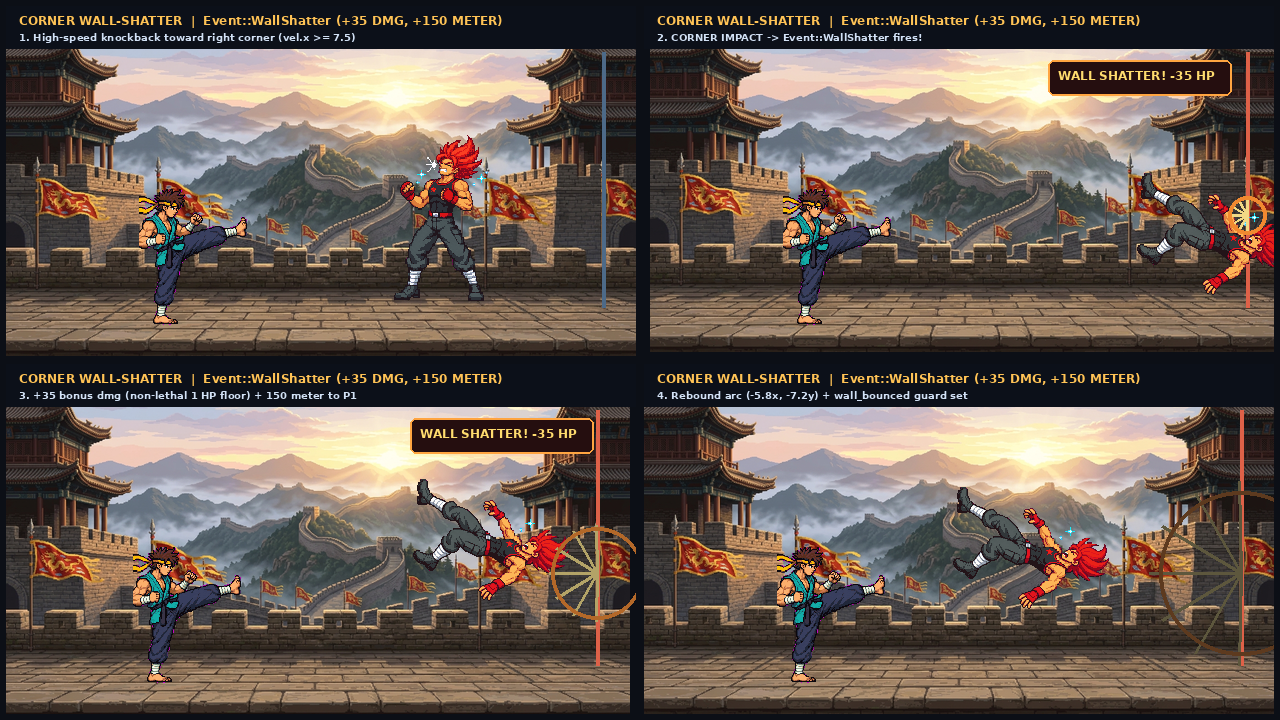 CORNER WALL-SHATTER | Event::WallShatter (+35 DMG, +150 METER)
1. High-speed knockback toward right corner (vel.x >= 7.5)
CORNER WALL-SHATTER | Event::WallShatter (+35 DMG, +150 METER)
2. CORNER IMPACT -> Event::WallShatter fires!
WALL SHATTER! -35 HP
CORNER WALL-SHATTER | Event::WallShatter (+35 DMG, +150 METER)
3. +35 bonus dmg (non-lethal 1 HP floor) + 150 meter to P1
WALL SHATTER! -35 HP
CORNER WALL-SHATTER | Event::WallShatter (+35 DMG, +150 METER)
4. Rebound arc (-5.8x, -7.2y) + wall_bounced guard set